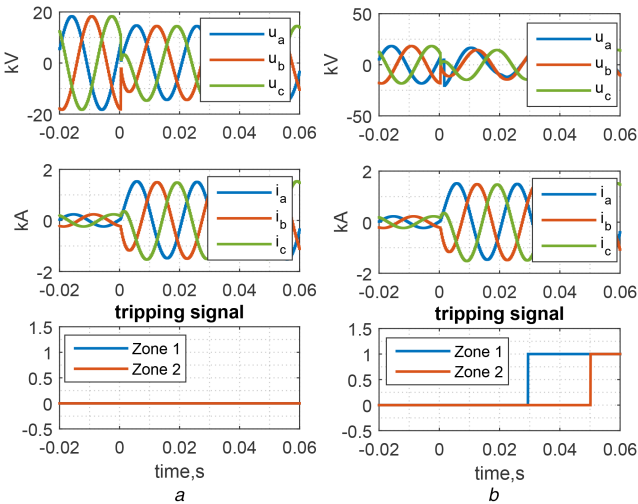 20
0
-20
kV
u_a
u_b
u_c
-0.02 0 0.02 0.04 0.06
50
0
-50
kV
u_a
u_b
u_c
-0.02 0 0.02 0.04 0.06
2
0
-2
kA
i_a
i_b
i_c
-0.02 0 0.02 0.04 0.06
2
0
-2
kA
i_a
i_b
i_c
-0.02 0 0.02 0.04 0.06
tripping signal
1.5
1
0.5
0
-0.5
Zone 1
Zone 2
-0.02 0 0.02 0.04 0.06
time,s
a
tripping signal
1.5
1
0.5
0
-0.5
Zone 1
Zone 2
-0.02 0 0.02 0.04 0.06
time,s
b